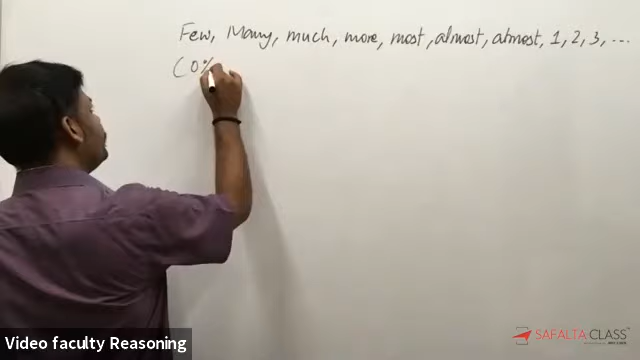 Few, Many, much, more, most, almost, atmost, 1, 2, 3, ...
(0%
SAFALTA CLASS
Video faculty Reasoning